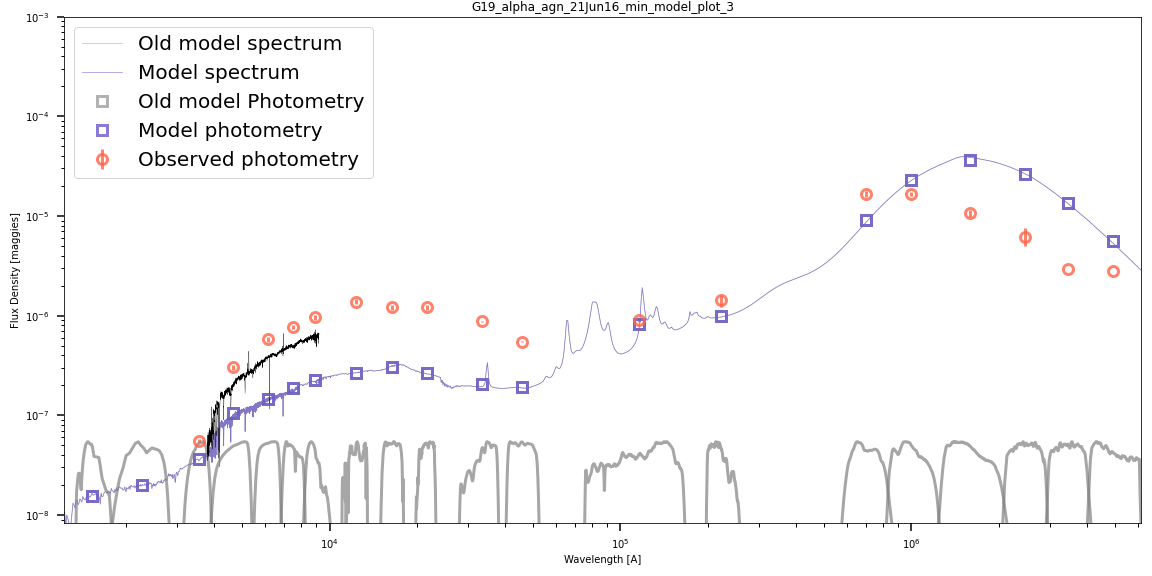 G19_alpha_agn_21Jun16_min_model_plot_3
Old model spectrum
Model spectrum
Old model Photometry
Model photometry
Observed photometry
10⁻³
10⁻⁴
10⁻⁵
10⁻⁶
10⁻⁷
10⁻⁸
Flux Density [maggies]
10⁴
10⁵
10⁶
Wavelength [A]